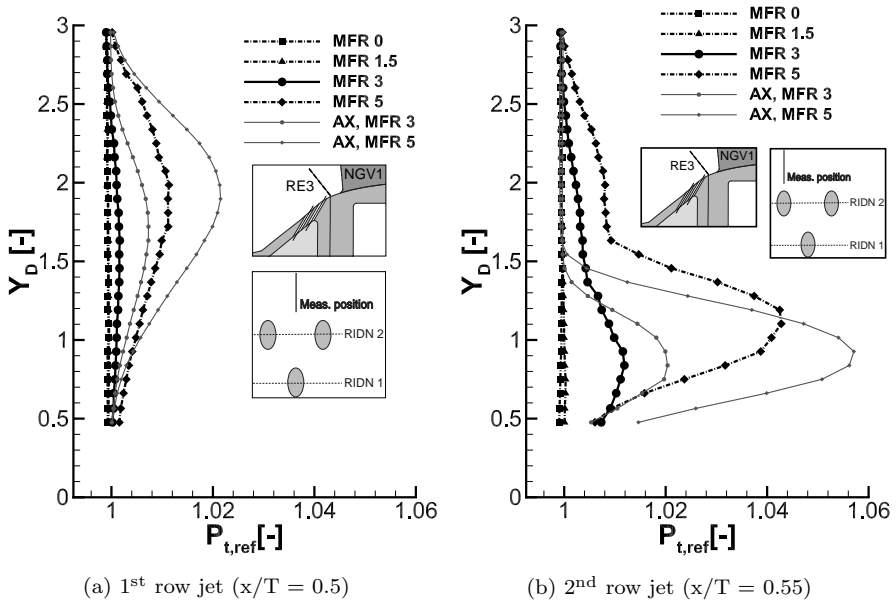 MFR 0
MFR 1.5
MFR 3
MFR 5
AX, MFR 3
AX, MFR 5
RE3
NGV1
Meas. position
RIDN 2
RIDN 1
Y_D [-]
3
2.5
2
1.5
1
0.5
0
1 1.02 1.04 1.06
P_t,ref[-]
(a) 1st row jet (x/T = 0.5)
MFR 0
MFR 1.5
MFR 3
MFR 5
AX, MFR 3
AX, MFR 5
RE3
NGV1
Meas. position
RIDN 2
RIDN 1
Y_D [-]
3
2.5
2
1.5
1
0.5
0
1 1.02 1.04 1.06
P_t,ref[-]
(b) 2nd row jet (x/T = 0.55)